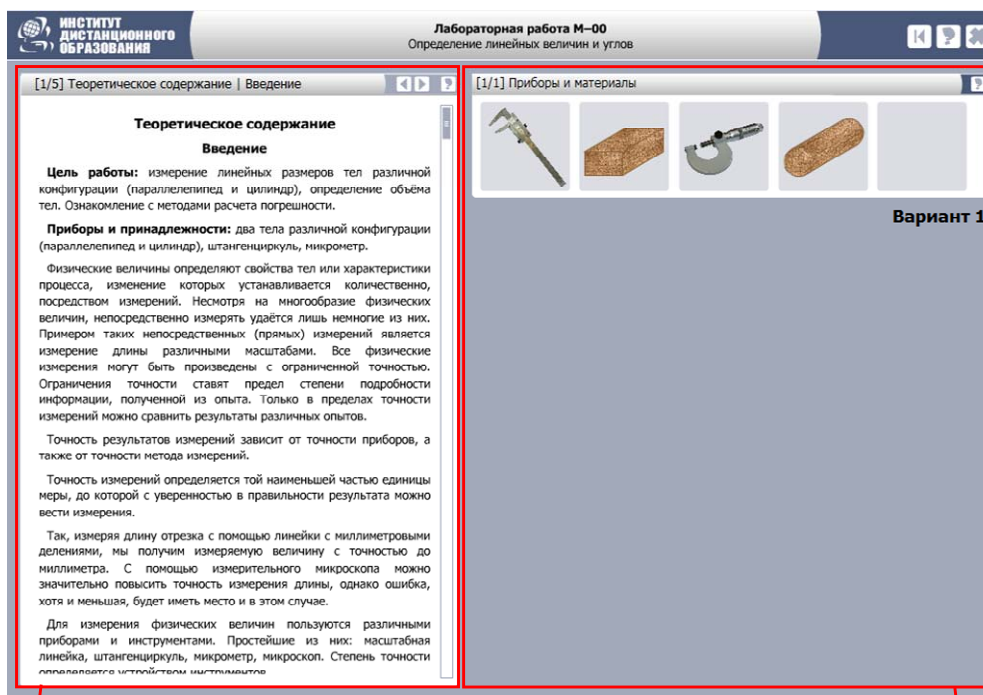 ИНСТИТУТ
ДИСТАНЦИОННОГО
ОБРАЗОВАНИЯ
Лабораторная работа М–00
Определение линейных величин и углов
[1/5] Теоретическое содержание | Введение
Теоретическое содержание
Введение
Цель работы: измерение линейных размеров тел различной
конфигурации (параллелепипед и цилиндр), определение объёма
тел. Ознакомление с методами расчета погрешности.
Приборы и принадлежности: два тела различной конфигурации
(параллелепипед и цилиндр), штангенциркуль, микрометр.
Физические величины определяют свойства тел или характеристики
процесса, изменение которых устанавливается количественно,
посредством измерений. Несмотря на многообразие физических
величин, непосредственно измерять удаётся лишь немногие из них.
Примером таких непосредственных (прямых) измерений является
измерение длины различными масштабами. Все физические
измерения могут быть произведены с ограниченной точностью.
Ограничения точности ставят предел степени подробности
информации, полученной из опыта. Только в пределах точности
измерений можно сравнить результаты различных опытов.
Точность результатов измерений зависит от точности приборов, а
также от точности метода измерений.
Точность измерений определяется той наименьшей частью единицы
меры, до которой с уверенностью в правильности результата можно
вести измерения.
Так, измеряя длину отрезка с помощью линейки с миллиметровыми
делениями, мы получим измеряемую величину с точностью до
миллиметра. С помощью измерительного микроскопа можно
значительно повысить точность измерения длины, однако ошибка,
хотя и меньшая, будет иметь место и в этом случае.
Для измерения физических величин пользуются различными
приборами и инструментами. Простейшие из них: масштабная
линейка, штангенциркуль, микрометр, микроскоп. Степень точности
определяется устройством инструментов
[1/1] Приборы и материалы
Вариант 1